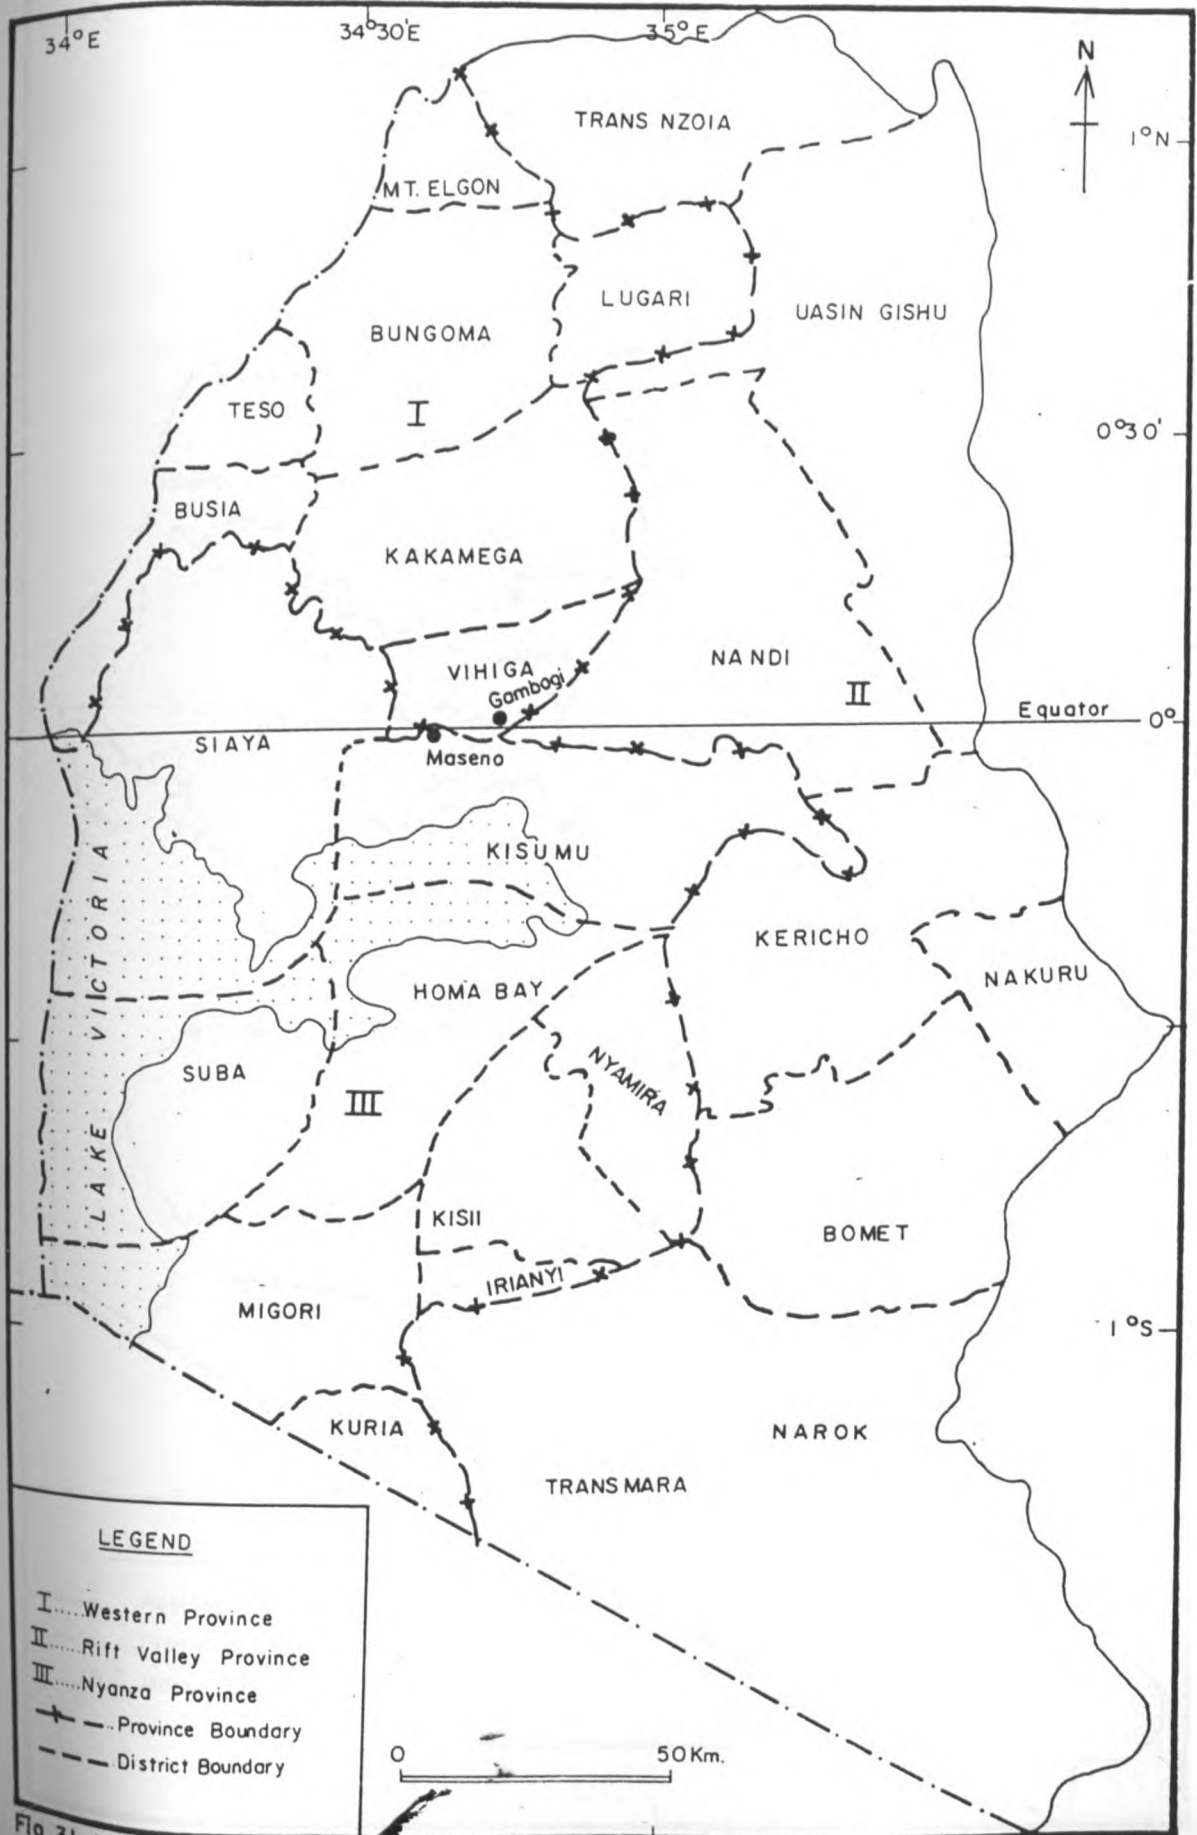 34°E
34°30'E
35°E
N
TRANS NZOIA
1°N
MT. ELGON
LUGARI
UASIN GISHU
BUNGOMA
TESO
I
0°30'
BUSIA
KAKAMEGA
NANDI
VIHIGA
Gambogi
II
Equator
0°
SIAYA
Maseno
KISUMU
LAKE VICTORIA
KERICHO
NAKURU
HOMA BAY
NYAMIRA
SUBA
III
KISII
BOMET
IRIANYI
MIGORI
1°S
KURIA
NAROK
TRANSMARA
LEGEND
I.....Western Province
II.....Rift Valley Province
III.....Nyanza Province
Province Boundary
District Boundary
0 50Km.